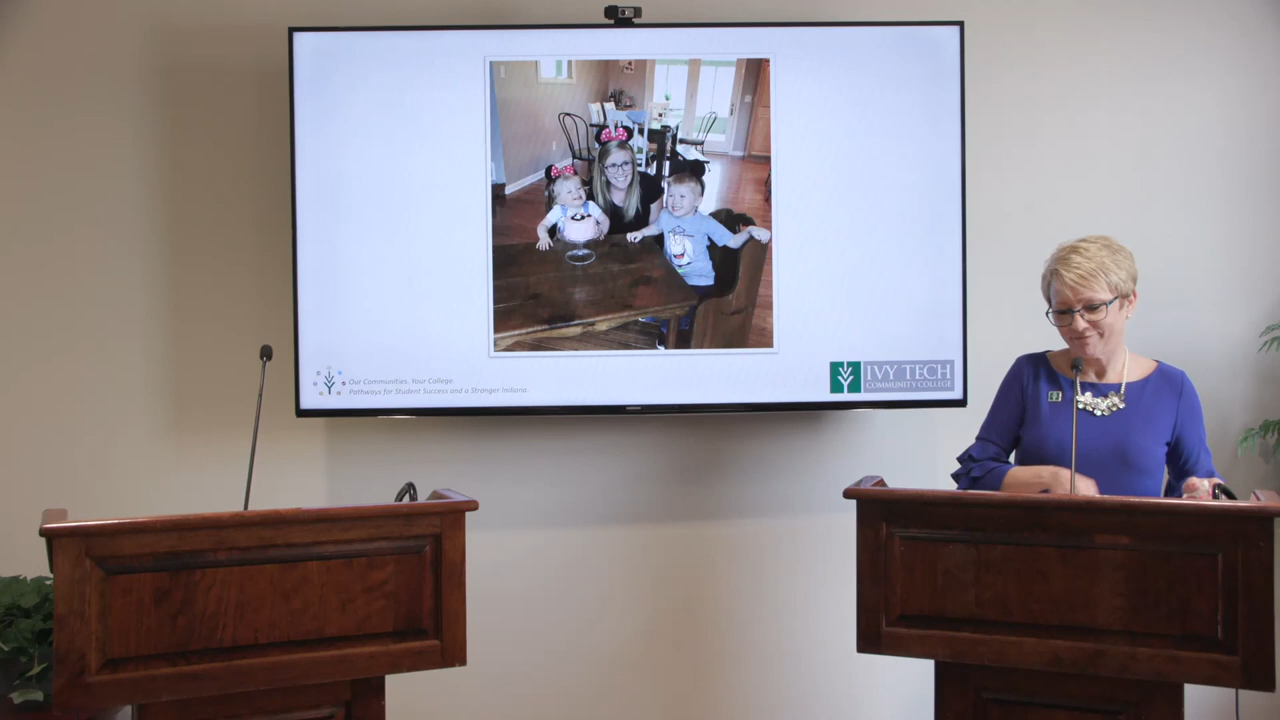 Our Communities. Your College.
Pathways for Student Success and a Stronger Indiana.
IVY TECH
COMMUNITY COLLEGE